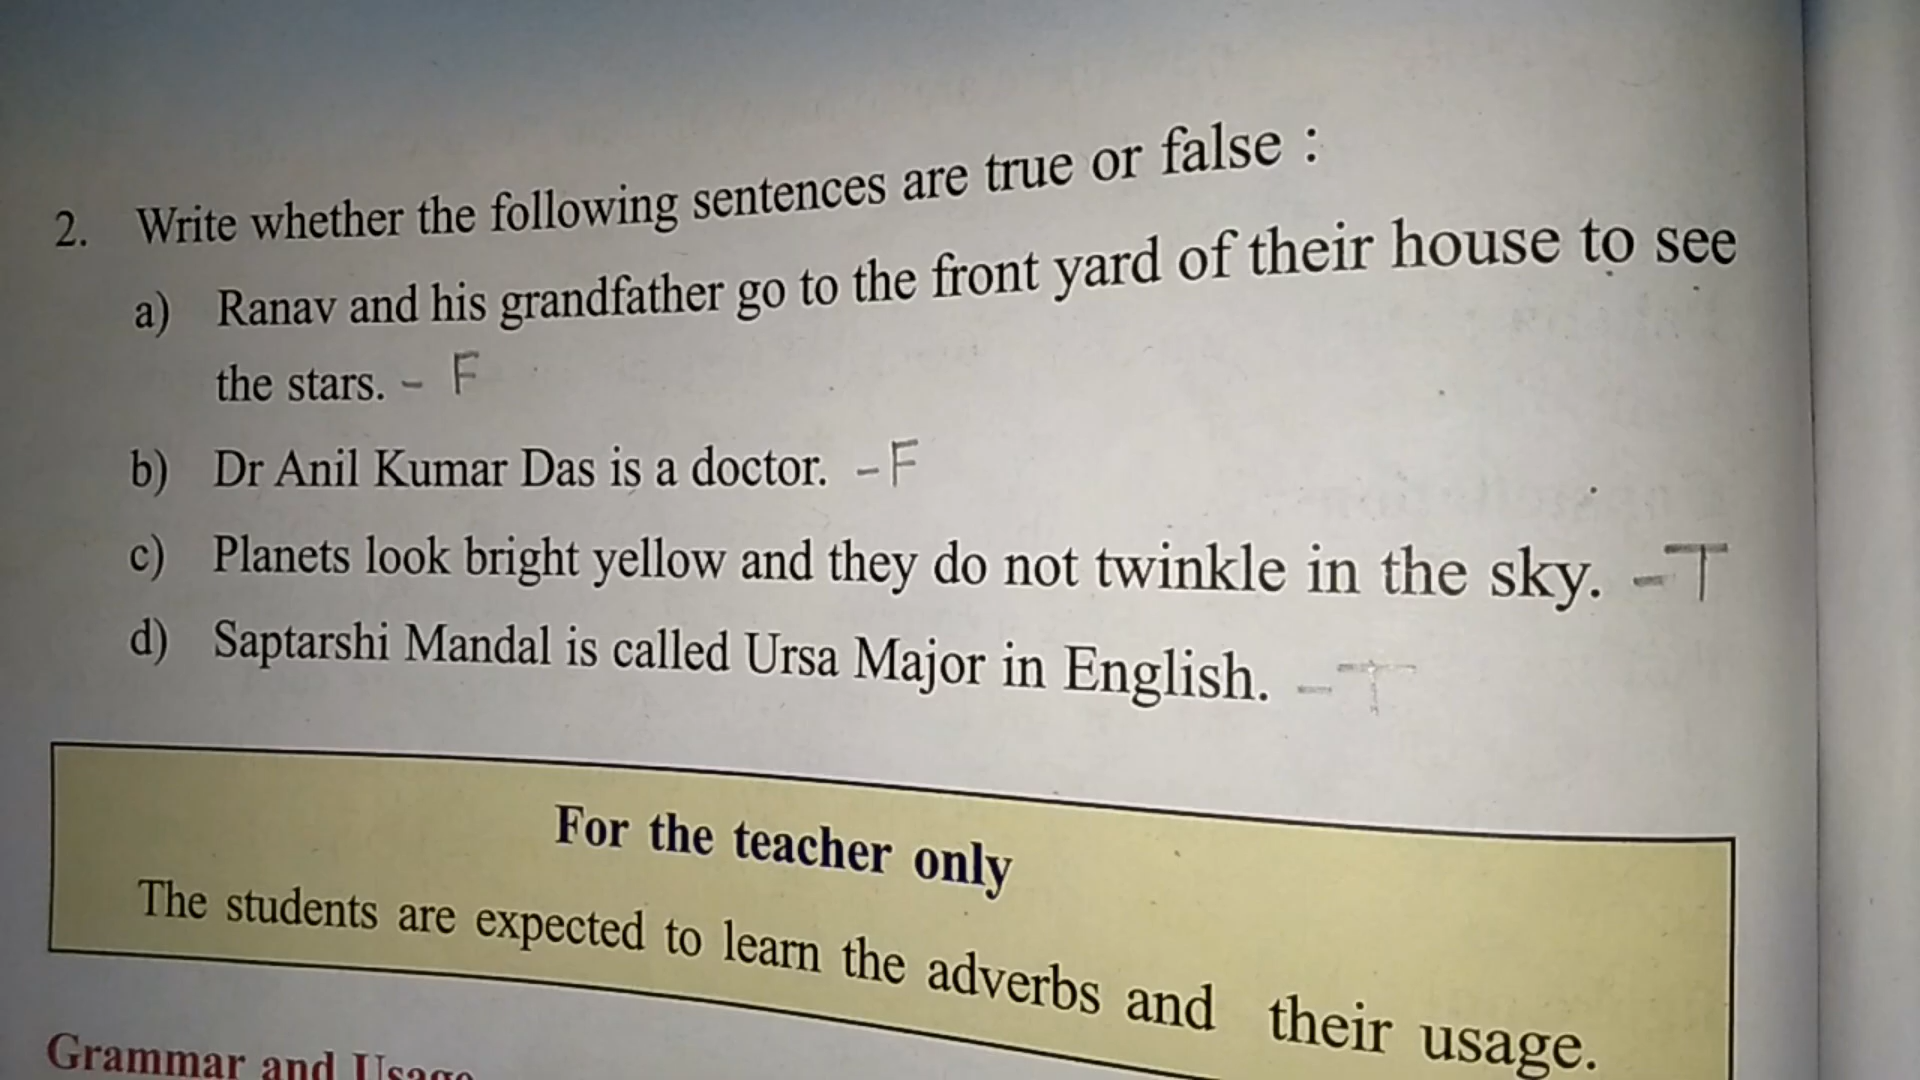 2. Write whether the following sentences are true or false :
a) Ranav and his grandfather go to the front yard of their house to see
the stars. - F
b) Dr Anil Kumar Das is a doctor. - F
c) Planets look bright yellow and they do not twinkle in the sky. - T
d) Saptarshi Mandal is called Ursa Major in English. - T
For the teacher only
The students are expected to learn the adverbs and their usage.
Grammar and Usage